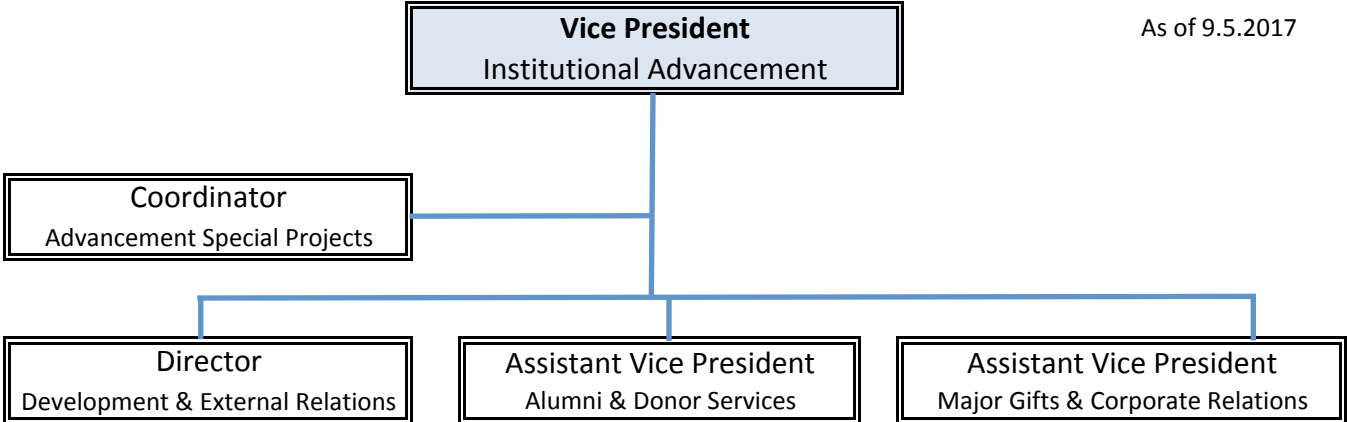 Vice President
Institutional Advancement
As of 9.5.2017
Coordinator
Advancement Special Projects
Director
Development & External Relations
Assistant Vice President
Alumni & Donor Services
Assistant Vice President
Major Gifts & Corporate Relations